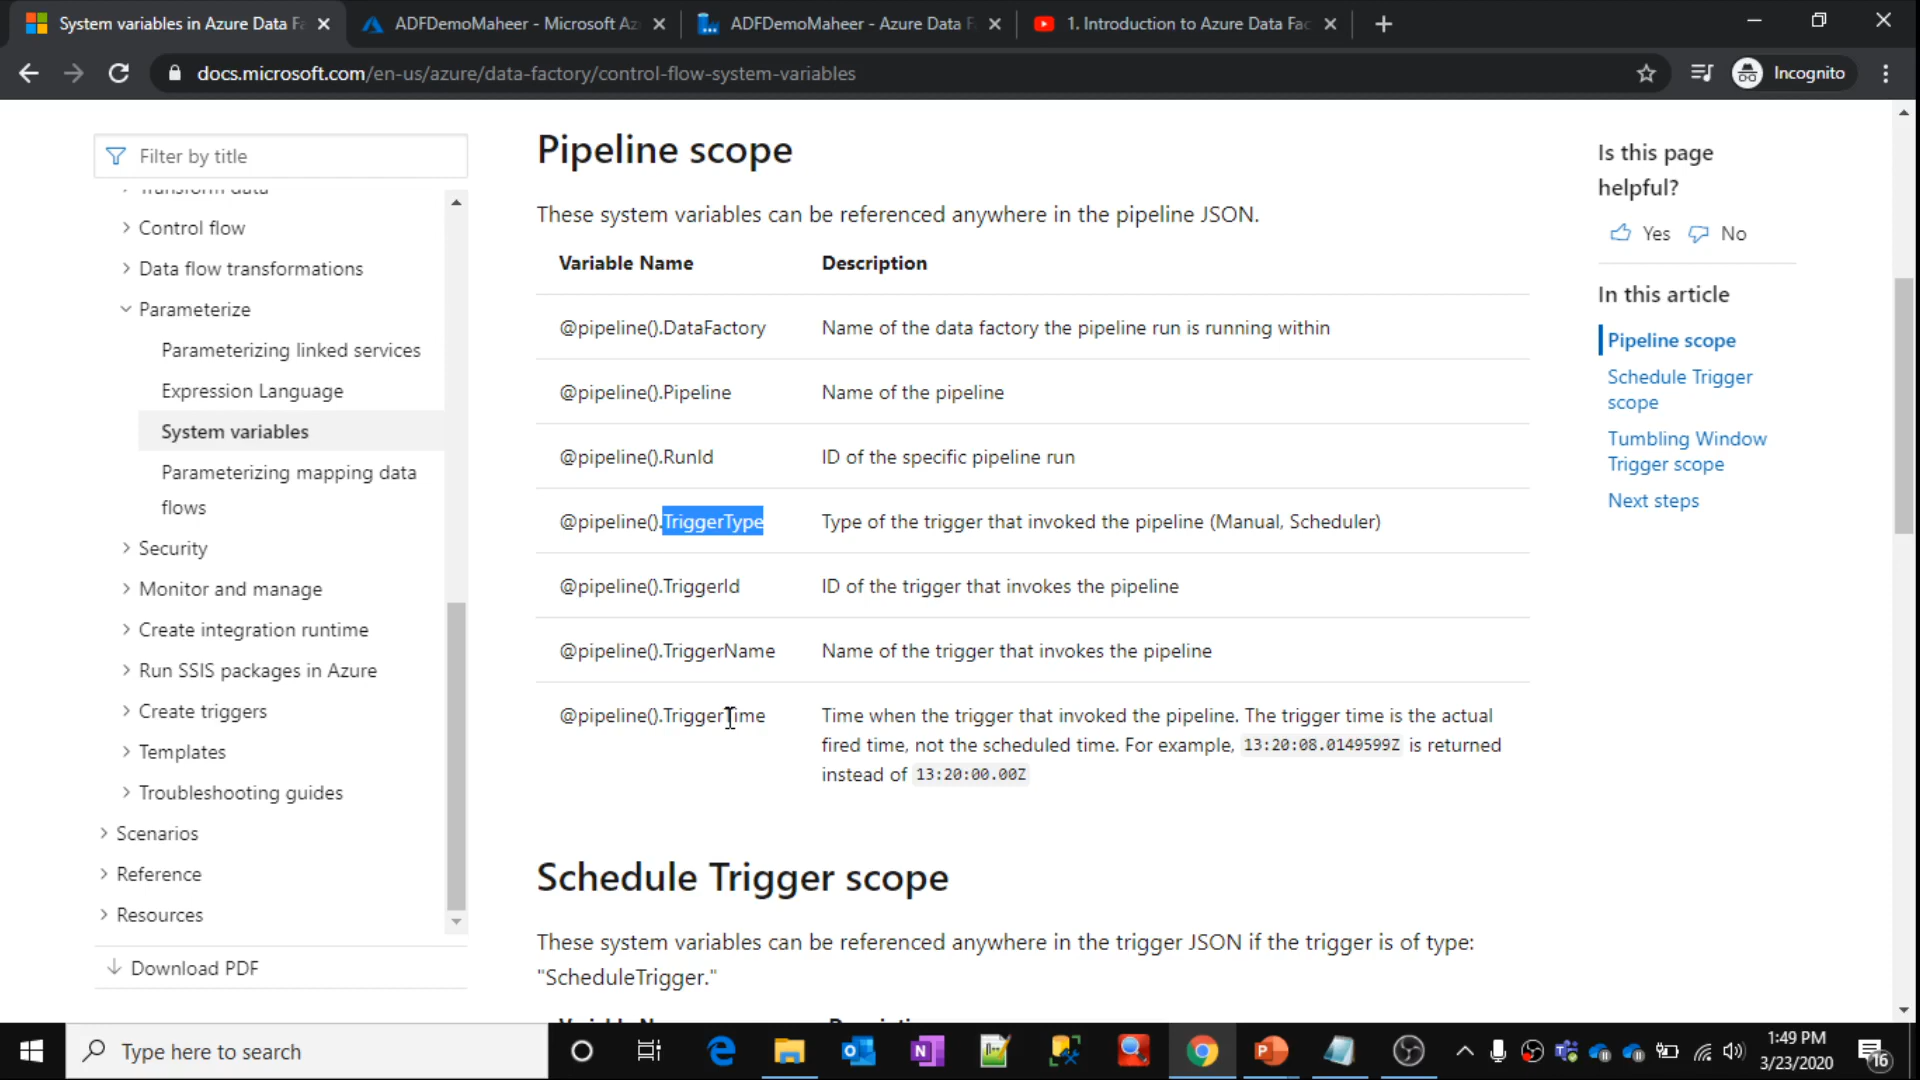 System variables in Azure Data Fa
ADFDemoMaheer - Microsoft Az
ADFDemoMaheer - Azure Data F
1. Introduction to Azure Data Fac
docs.microsoft.com/en-us/azure/data-factory/control-flow-system-variables
Incognito
Filter by title
Transform data
Control flow
Data flow transformations
Parameterize
Parameterizing linked services
Expression Language
System variables
Parameterizing mapping data
flows
Security
Monitor and manage
Create integration runtime
Run SSIS packages in Azure
Create triggers
Templates
Troubleshooting guides
Scenarios
Reference
Resources
Download PDF
Pipeline scope
These system variables can be referenced anywhere in the pipeline JSON.
Variable Name Description
@pipeline().DataFactory Name of the data factory the pipeline run is running within
@pipeline().Pipeline Name of the pipeline
@pipeline().RunId ID of the specific pipeline run
@pipeline().TriggerType Type of the trigger that invoked the pipeline (Manual, Scheduler)
@pipeline().TriggerId ID of the trigger that invokes the pipeline
@pipeline().TriggerName Name of the trigger that invokes the pipeline
@pipeline().TriggerTime Time when the trigger that invoked the pipeline. The trigger time is the actual
fired time, not the scheduled time. For example, 13:20:08.0149599Z is returned
instead of 13:20:00.00Z
Schedule Trigger scope
These system variables can be referenced anywhere in the trigger JSON if the trigger is of type:
"ScheduleTrigger."
Is this page
helpful?
Yes No
In this article
Pipeline scope
Schedule Trigger
scope
Tumbling Window
Trigger scope
Next steps
Type here to search
1:49 PM
3/23/2020
16